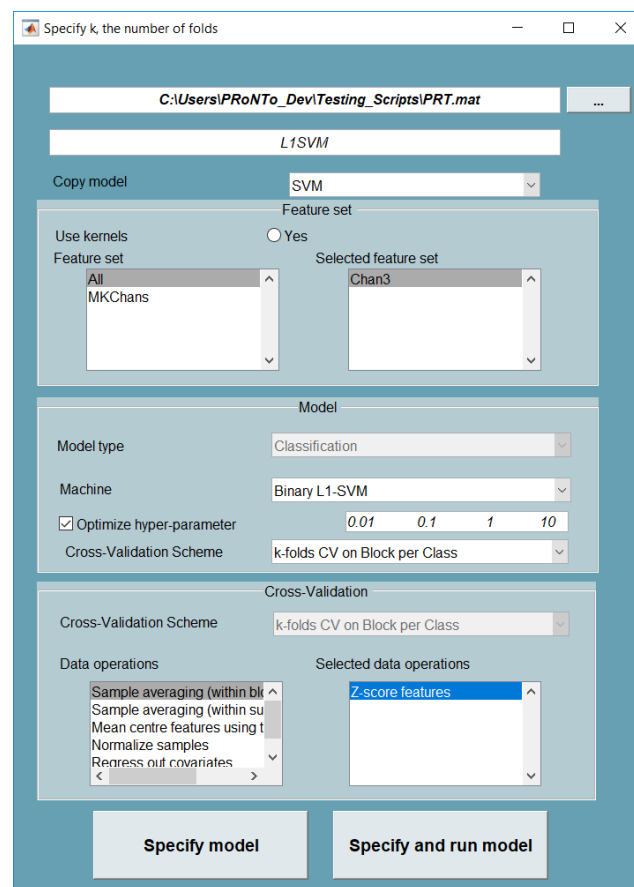 Specify k, the number of folds
C:\Users\PRoNTo_Dev\Testing_Scripts\PRT.mat ...
L1SVM
Copy model SVM
Feature set
Use kernels Yes
Feature set Selected feature set
All Chan3
MKChans
Model
Model type Classification
Machine Binary L1-SVM
Optimize hyper-parameter 0.01 0.1 1 10
Cross-Validation Scheme k-folds CV on Block per Class
Cross-Validation
Cross-Validation Scheme k-folds CV on Block per Class
Data operations Selected data operations
Sample averaging (within blo Z-score features
Sample averaging (within su
Mean centre features using t
Normalize samples
Regress out covariates
Specify model Specify and run model